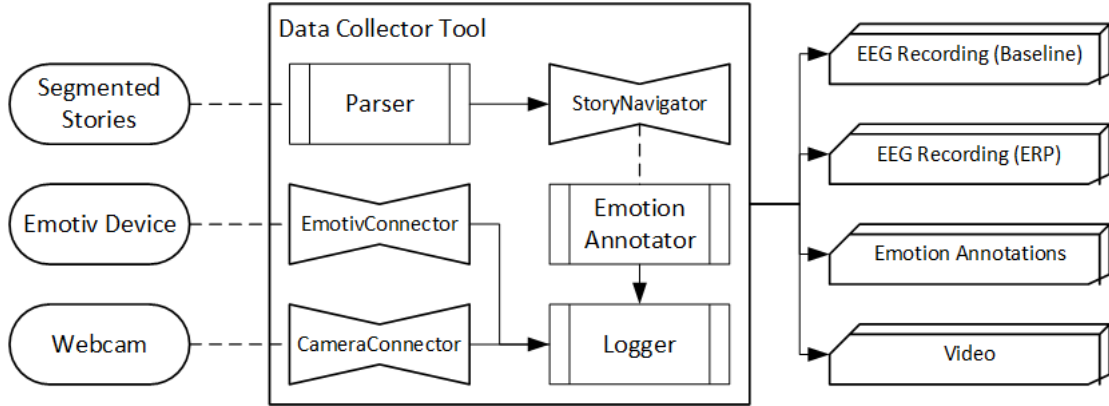 Data Collector Tool
Segmented
Stories
Parser
StoryNavigator
EEG Recording (Baseline)
EEG Recording (ERP)
Emotiv Device
EmotivConnector
Emotion
Annotator
Emotion Annotations
Webcam
CameraConnector
Logger
Video